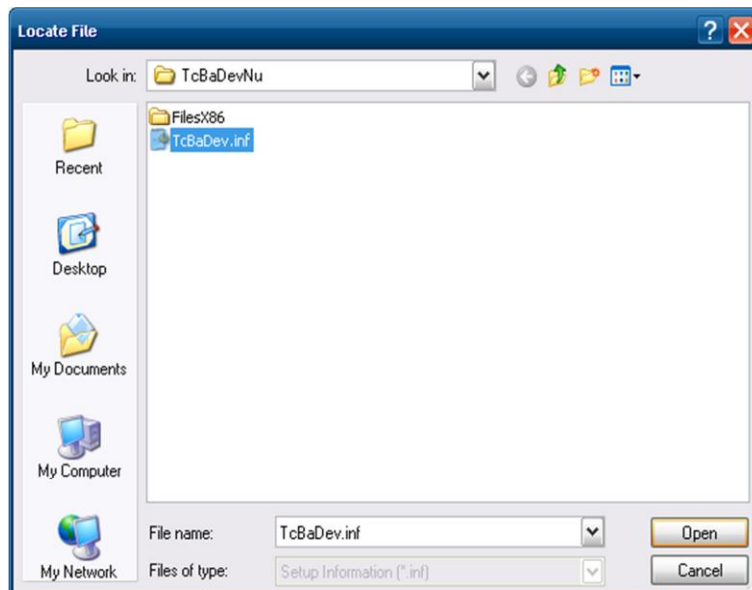 Locate File
Look in: TcBaDevNu
FilesX86
TcBaDev.inf
Recent
Desktop
My Documents
My Computer
My Network
File name: TcBaDev.inf Open
Files of type: Setup Information (*.inf) Cancel